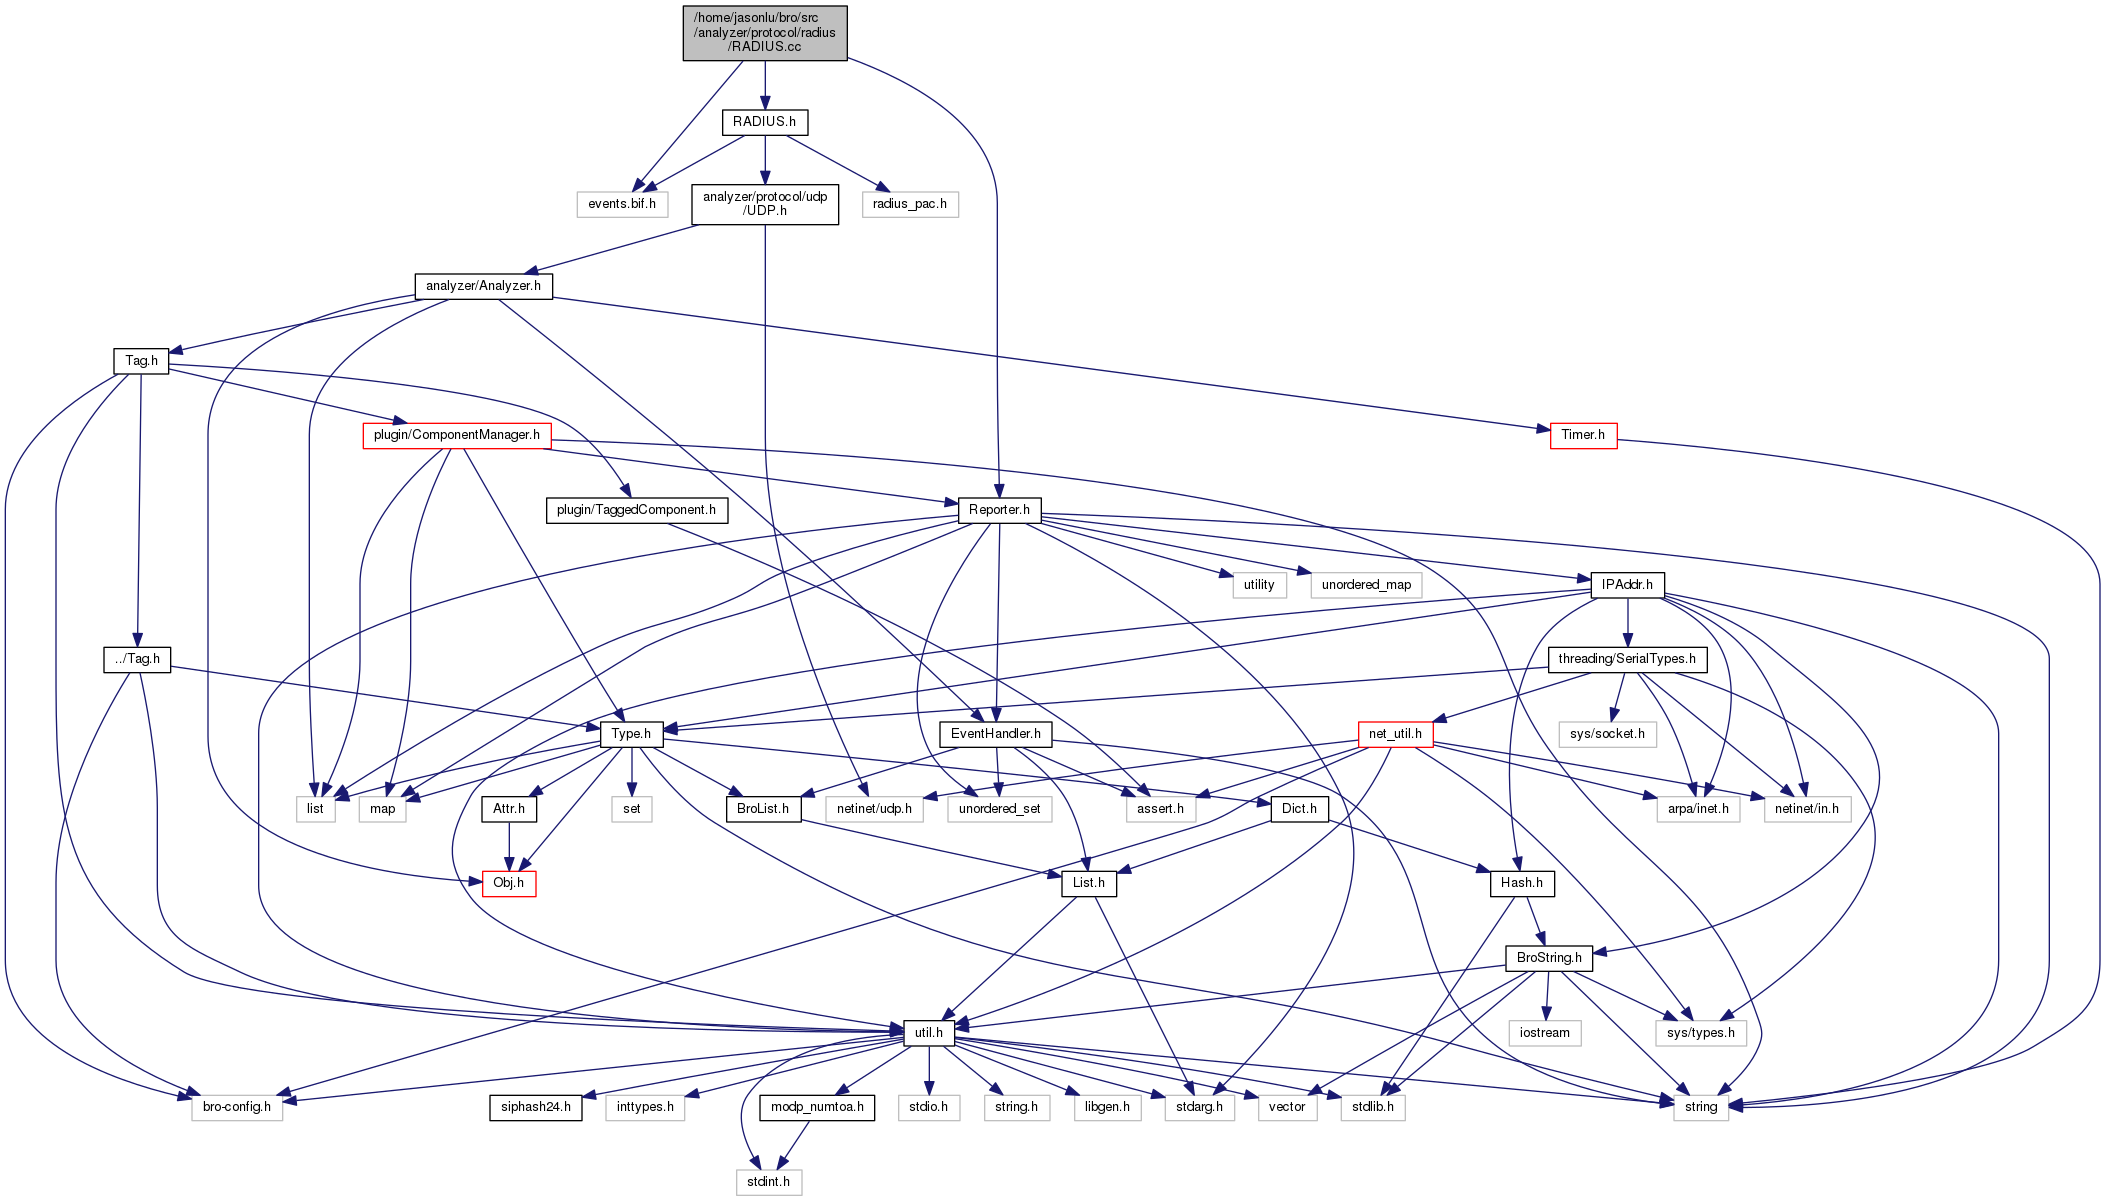 /home/jasonlu/bro/src
/analyzer/protocol/radius
/RADIUS.cc
RADIUS.h
events.bif.h
analyzer/protocol/udp
/UDP.h
radius_pac.h
analyzer/Analyzer.h
Tag.h
plugin/ComponentManager.h
Timer.h
plugin/TaggedComponent.h
Reporter.h
utility
unordered_map
IPAddr.h
../Tag.h
threading/SerialTypes.h
Type.h
EventHandler.h
net_util.h
sys/socket.h
list
map
Attr.h
set
BroList.h
netinet/udp.h
unordered_set
assert.h
Dict.h
arpa/inet.h
netinet/in.h
Obj.h
List.h
Hash.h
BroString.h
util.h
iostream
sys/types.h
bro-config.h
siphash24.h
inttypes.h
modp_numtoa.h
stdio.h
string.h
libgen.h
stdarg.h
vector
stdlib.h
string
stdint.h